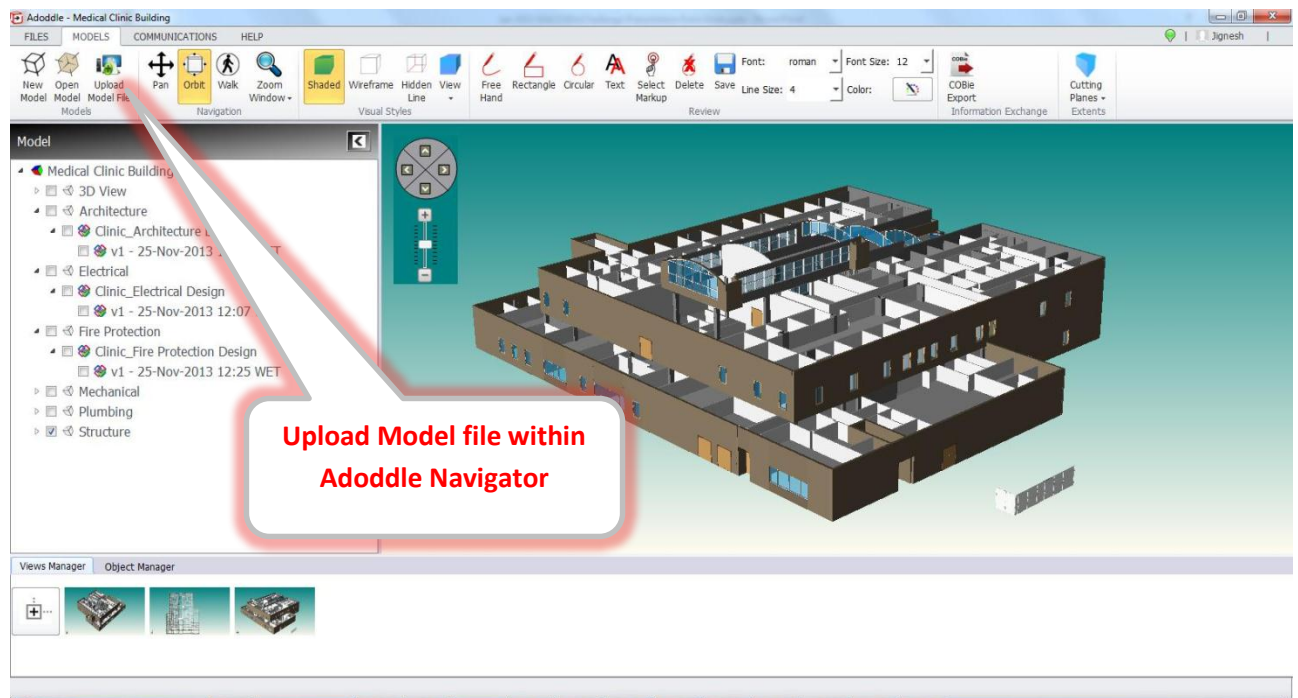 Adoddle - Medical Clinic Building
FILES MODELS COMMUNICATIONS HELP
Jignesh
New Model
Open Model
Upload Model File
Pan
Orbit
Walk
Zoom Window
Shaded
Wireframe
Hidden Line
View
Free Hand
Rectangle
Circular
Text
Select Markup
Delete
Save
Font: roman Font Size: 12
Line Size: 4 Color:
COBie
COBie Export
Cutting Planes
Models
Navigation
Visual Styles
Review
Information Exchange
Extents
Model
Medical Clinic Building
3D View
Architecture
Clinic_Architecture
v1 - 25-Nov-2013
Electrical
Clinic_Electrical Design
v1 - 25-Nov-2013 12:07
Fire Protection
Clinic_Fire Protection Design
v1 - 25-Nov-2013 12:25 WET
Mechanical
Plumbing
Structure
Upload Model file within
Adoddle Navigator
Views Manager Object Manager